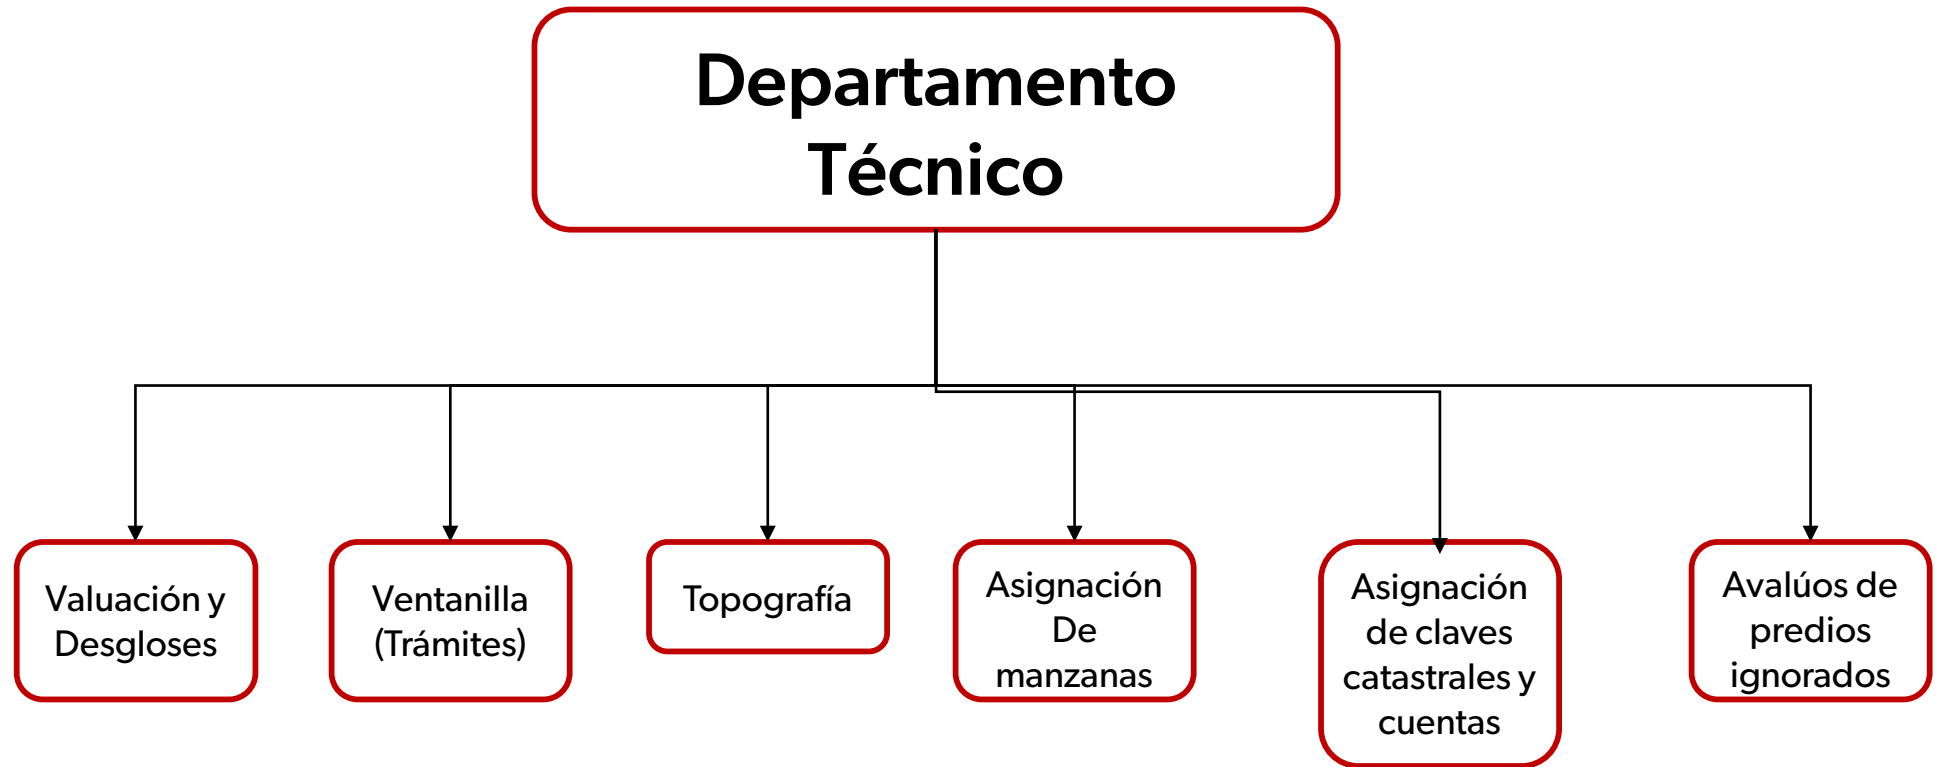 Departamento
Técnico
Valuación y
Desgloses
Ventanilla
(Trámites)
Topografía
Asignación
De
manzanas
Asignación
de claves
catastrales y
cuentas
Avalúos de
predios
ignorados